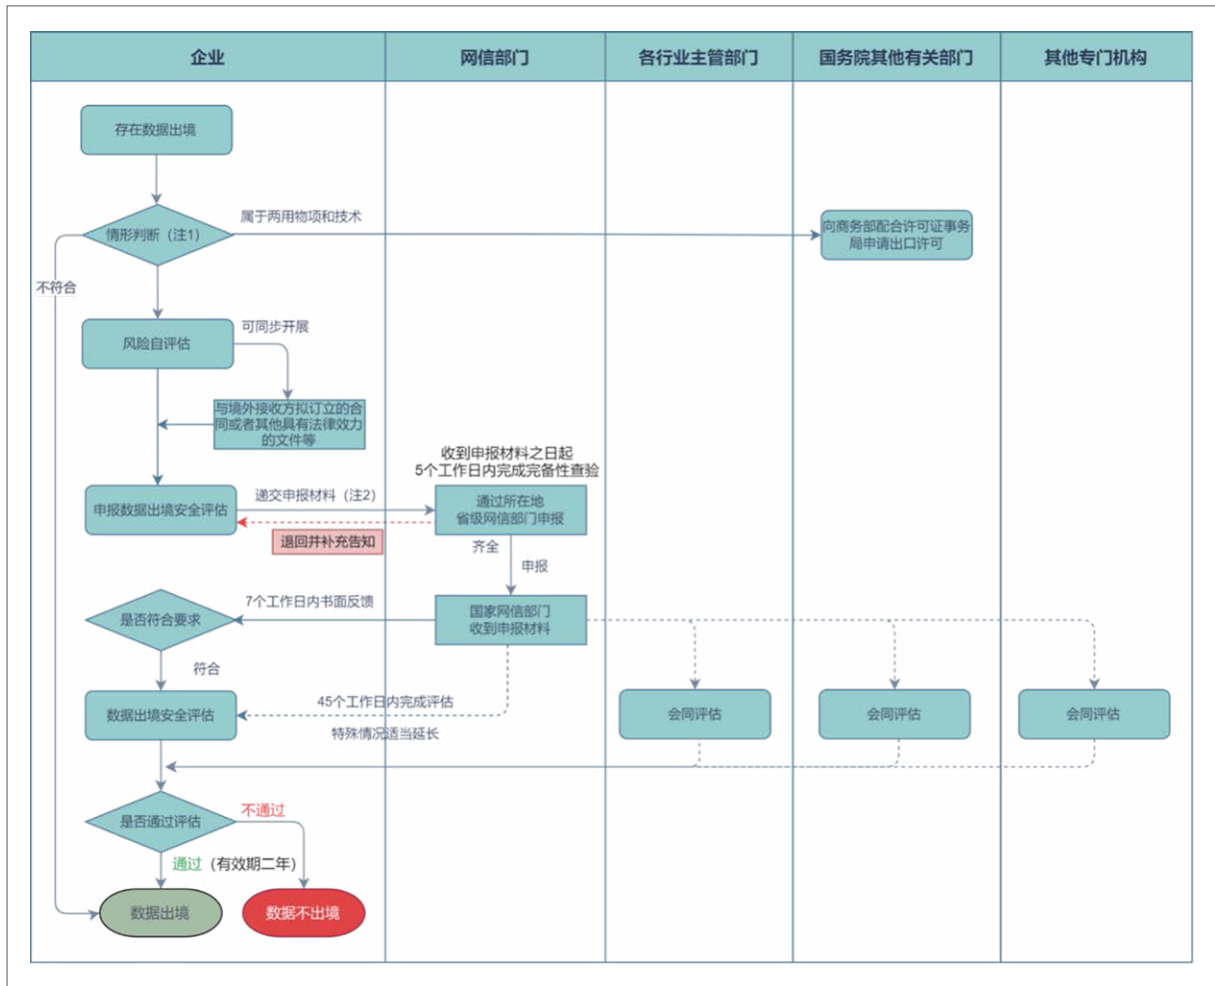 企业
网信部门
各行业主管部门
国务院其他有关部门
其他专门机构
存在数据出境
属于两用物项和技术
情形判断（注1）
向商务部配合许可证事务
局申请出口许可
不符合
可同步开展
风险自评估
与境外接收方拟订立的合
同或者其他具有法律效力
的文件等
收到申报材料之日起
5个工作日内完成完备性查验
递交申报材料（注2）
申报数据出境安全评估
通过所在地
省级网信部门申报
退回并补充告知
齐全
申报
7个工作日内书面反馈
是否符合要求
国家网信部门
收到申报材料
符合
45个工作日内完成评估
数据出境安全评估
会同评估
会同评估
会同评估
特殊情况适当延长
不通过
是否通过评估
通过（有效期二年）
数据出境
数据不出境